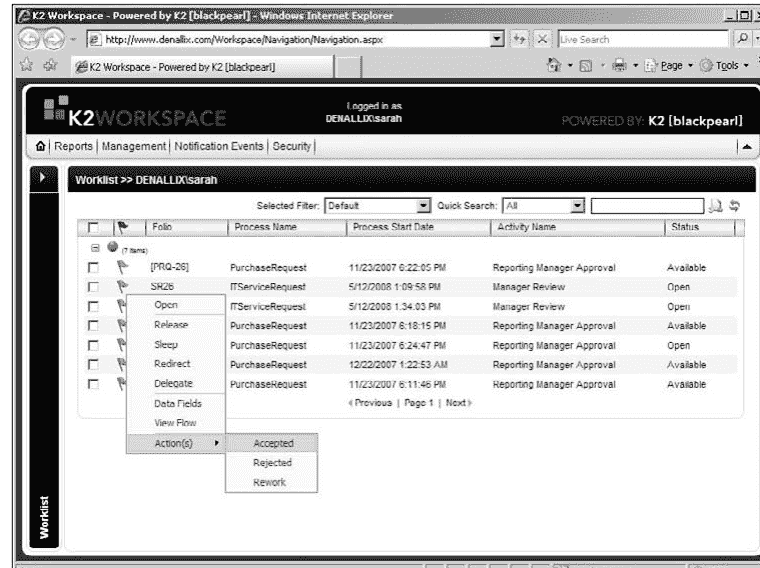 K2 Workspace - Powered by K2 [blackpearl] - Windows Internet Explorer
http://www.denallix.com/Workspace/Navigation/Navigation.aspx
Live Search
K2 Workspace - Powered by K2 [blackpearl]
Page
Tools
K2WORKSPACE
Logged in as
DENALLIX\sarah
POWERED BY: K2 [blackpearl]
Reports | Management | Notification Events | Security |
Worklist >> DENALLIX\sarah
Selected Filter: Default Quick Search: All
Folio Process Name Process Start Date Activity Name Status
(7 items)
[PRQ-26] PurchaseRequest 11/23/2007 6:22:05 PM Reporting Manager Approval Available
SR26 ITServiceRequest 5/12/2008 1:09:58 PM Manager Review Open
ITServiceRequest 5/12/2008 1:34:03 PM Manager Review Open
PurchaseRequest 11/23/2007 6:18:15 PM Reporting Manager Approval Available
PurchaseRequest 11/23/2007 6:24:47 PM Reporting Manager Approval Open
PurchaseRequest 12/22/2007 1:22:53 AM Reporting Manager Approval Available
PurchaseRequest 11/23/2007 6:11:46 PM Reporting Manager Approval Available
Previous | Page 1 | Next
Open
Release
Sleep
Redirect
Delegate
Data Fields
View Flow
Action(s)
Accepted
Rejected
Rework
Worklist